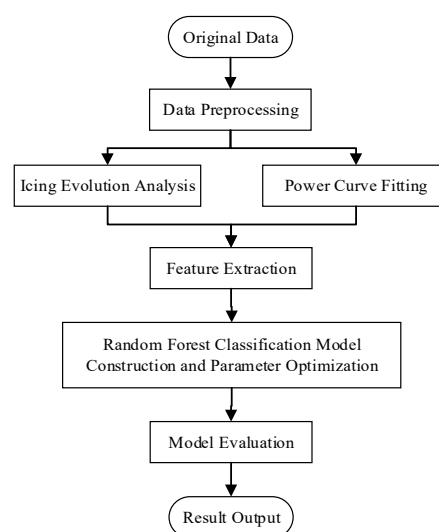 Original Data
Data Preprocessing
Icing Evolution Analysis
Power Curve Fitting
Feature Extraction
Random Forest Classification Model
Construction and Parameter Optimization
Model Evaluation
Result Output